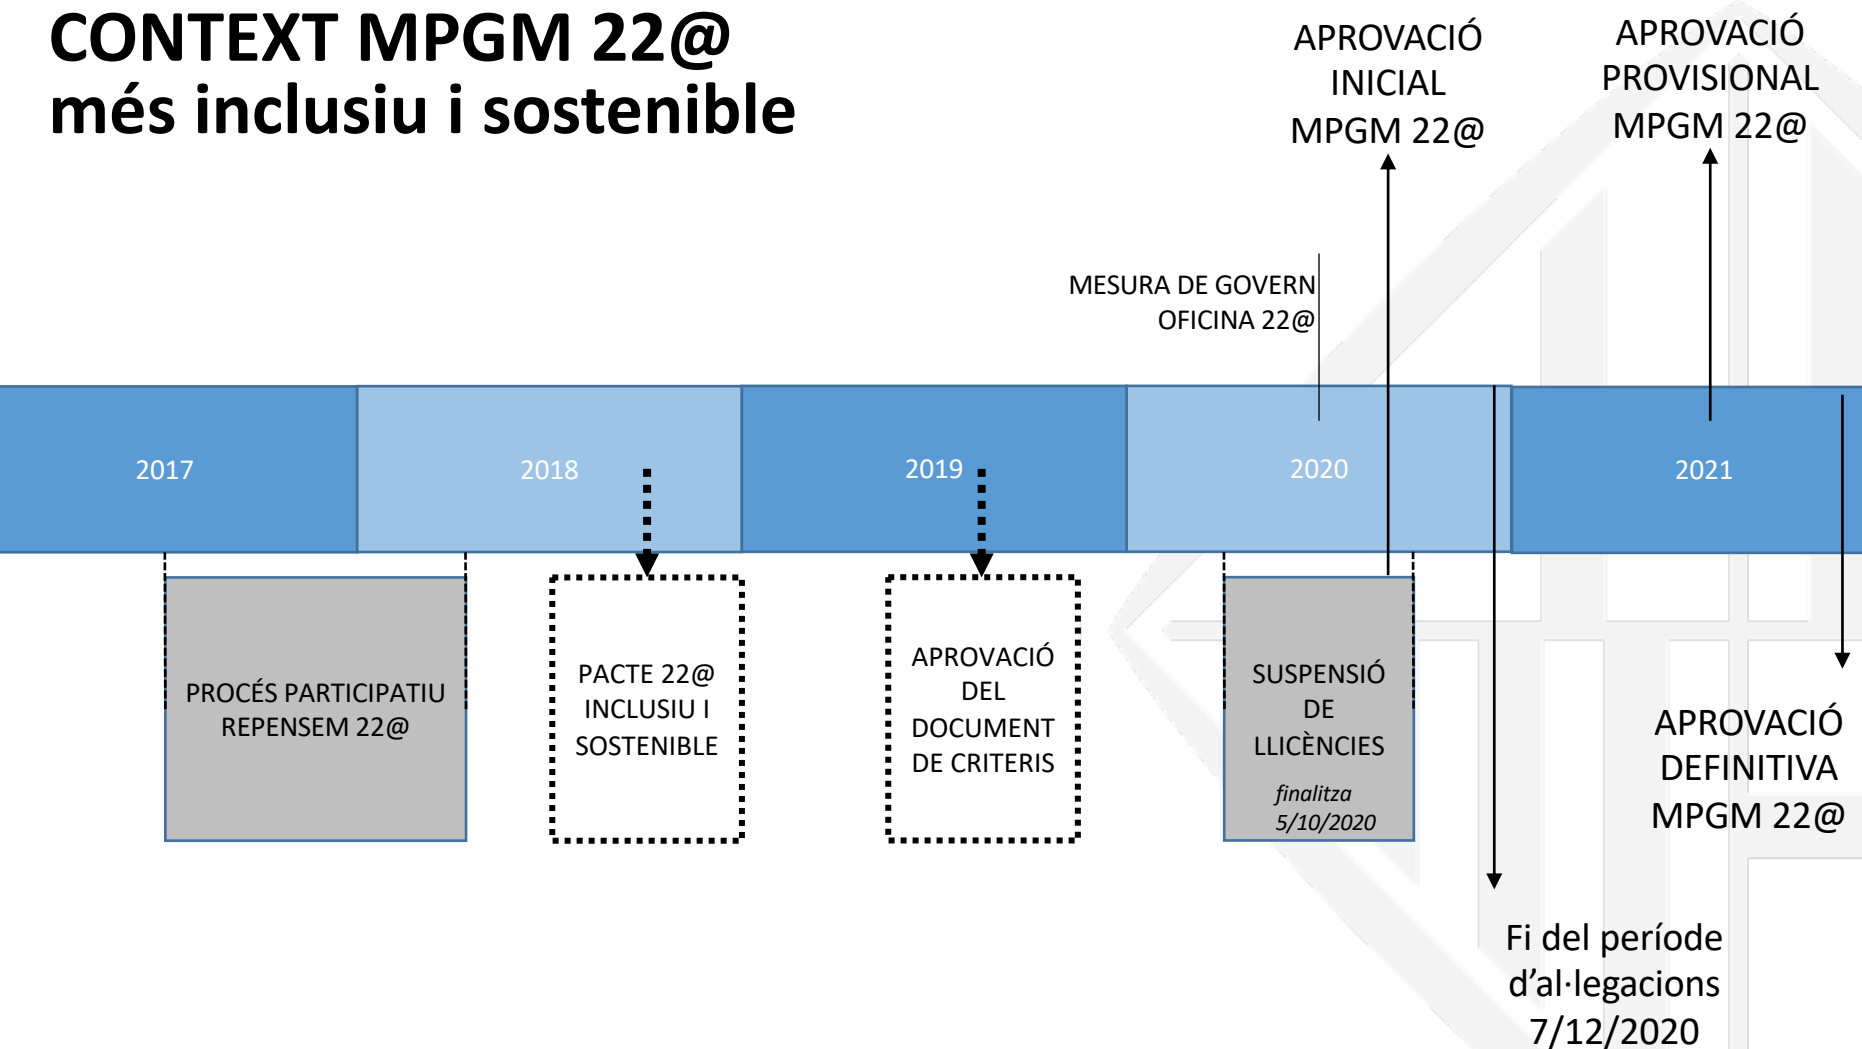 CONTEXT MPGM 22@
més inclusiu i sostenible
APROVACIÓ
INICIAL
MPGM 22@
APROVACIÓ
PROVISIONAL
MPGM 22@
MESURA DE GOVERN
OFICINA 22@
2017
2018
2019
2020
2021
PROCÉS PARTICIPATIU
REPENSEM 22@
PACTE 22@
INCLUSIU I
SOSTENIBLE
APROVACIÓ
DEL
DOCUMENT
DE CRITERIS
SUSPENSIÓ
DE
LLICÈNCIES
finalitza
5/10/2020
APROVACIÓ
DEFINITIVA
MPGM 22@
Fi del període
d'al·legacions
7/12/2020